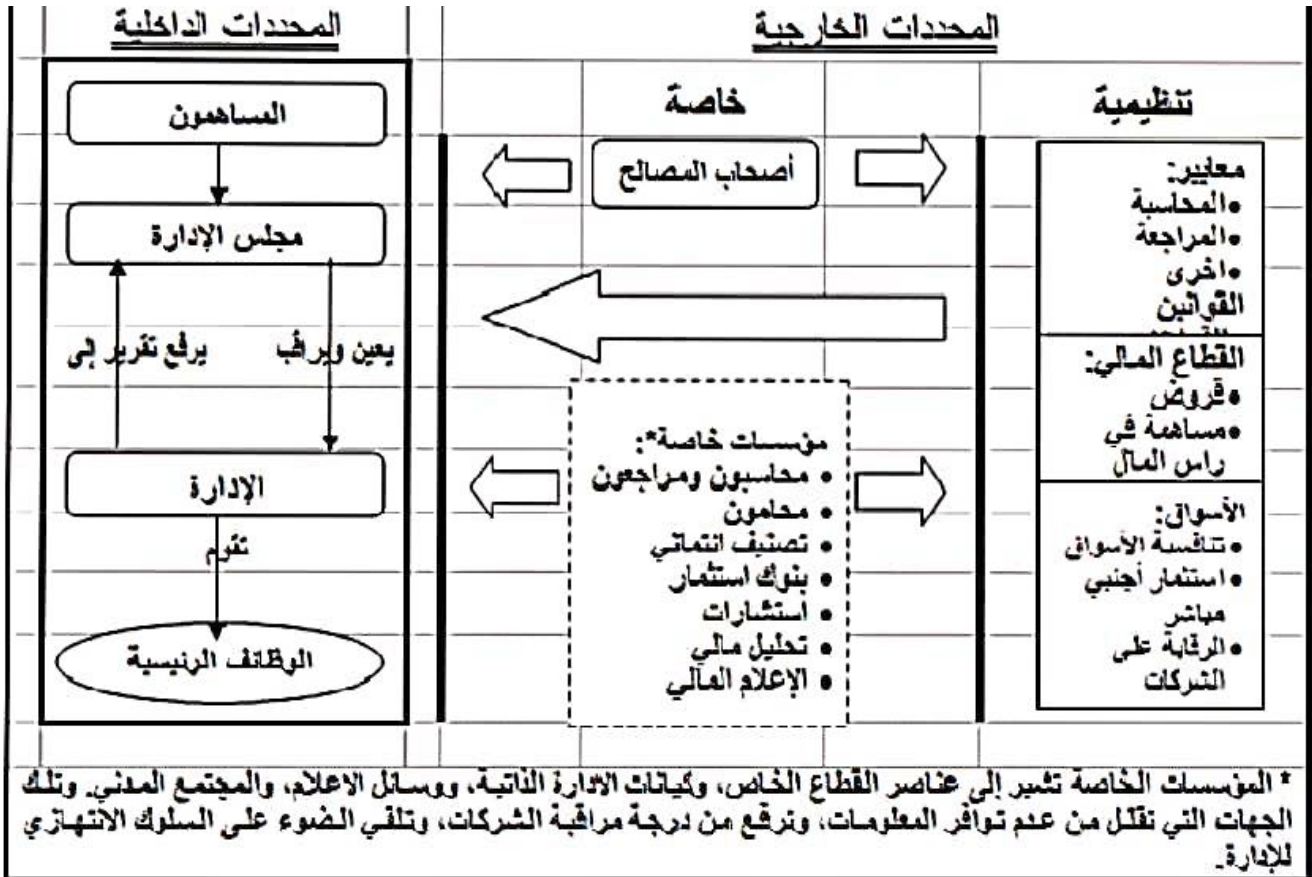 المحددات الخارجية
المحددات الداخلية
تنظيمية
معايير:
•المحاسبة
•المراجعة
•اخرى
القوانين
القطاع المالي:
•قروض
•مساهمة في
راس المال
الأسواق:
•تنافسية الأسواق
•استثمار أجنبي
مباشر
•الرقابة على
الشركات
خاصة
أصحاب المصالح
مؤسسات خاصة*:
• محاسبون ومراجعون
• محامون
• تصنيف ائتماني
• بنوك استثمار
• استشارات
• تحليل مالي
• الإعلام المالي
المساهمون
مجلس الإدارة
يعين ويراقب
يرفع تقرير إلى
الإدارة
تقوم
الوظائف الرئيسية
* المؤسسات الخاصة تشير إلى عناصر القطاع الخاص، وكيانات الادارة الذاتية، ووسائل الاعلام، والمجتمع المدني. وتلك
الجهات التي تقلل من عدم توافر المعلومات، وترفع من درجة مراقبة الشركات، وتلقي الضوء على السلوك الانتهازي
للإدارة.